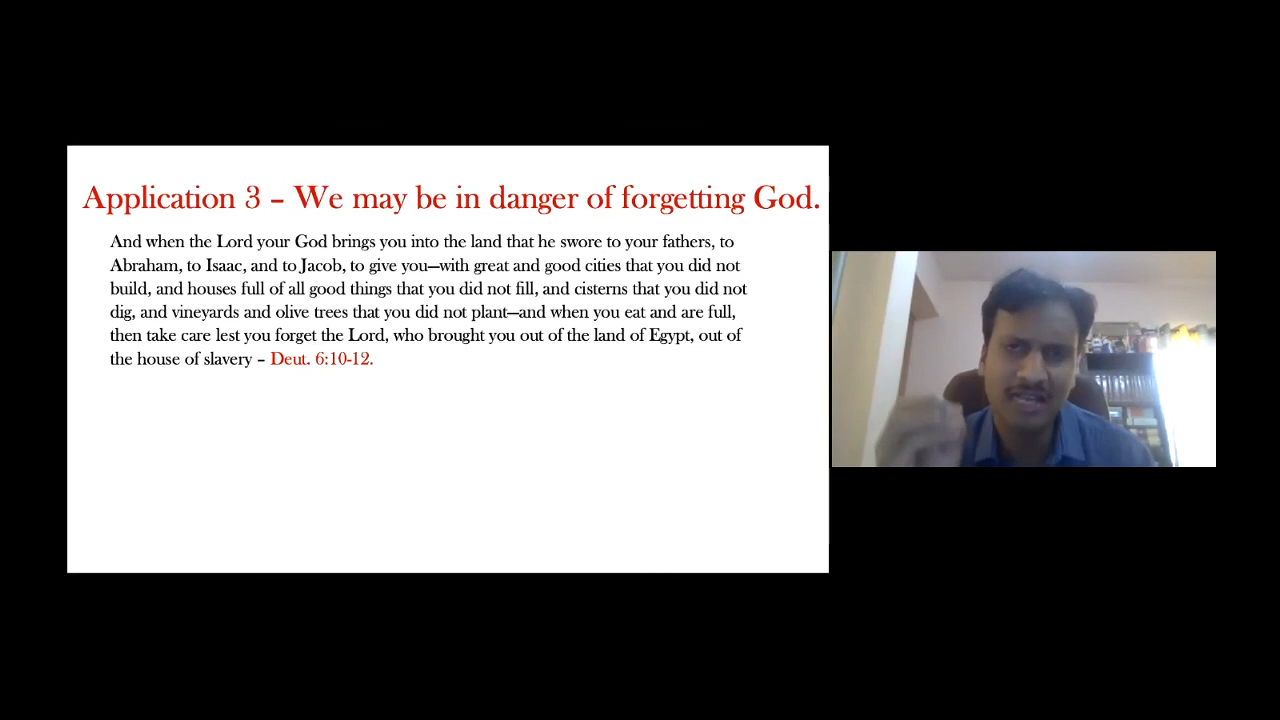 Application 3 – We may be in danger of forgetting God.
And when the Lord your God brings you into the land that he swore to your fathers, to
Abraham, to Isaac, and to Jacob, to give you—with great and good cities that you did not
build, and houses full of all good things that you did not fill, and cisterns that you did not
dig, and vineyards and olive trees that you did not plant—and when you eat and are full,
then take care lest you forget the Lord, who brought you out of the land of Egypt, out of
the house of slavery – Deut. 6:10-12.